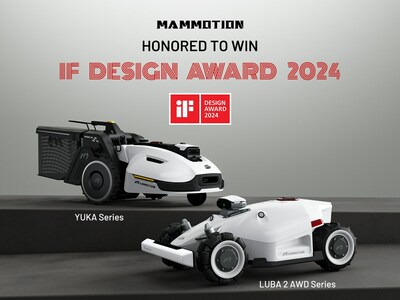 MAMMOTION
HONORED TO WIN
IF DESIGN AWARD 2024
iF
DESIGN
AWARD
2024
YUKA Series
LUBA 2 AWD Series